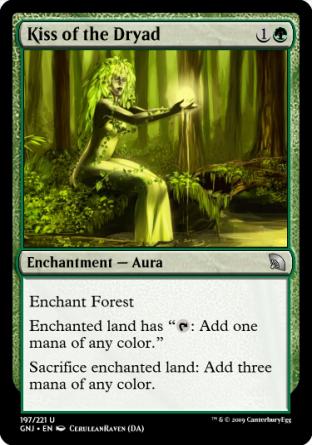 Kiss of the Dryad 1
Enchantment — Aura
Enchant Forest
Enchanted land has “: Add one
mana of any color.”
Sacrifice enchanted land: Add three
mana of any color.
197/221 U
GNJ • EN CeruleanRaven (DA)
™ & © 2019 CanterburyEgg